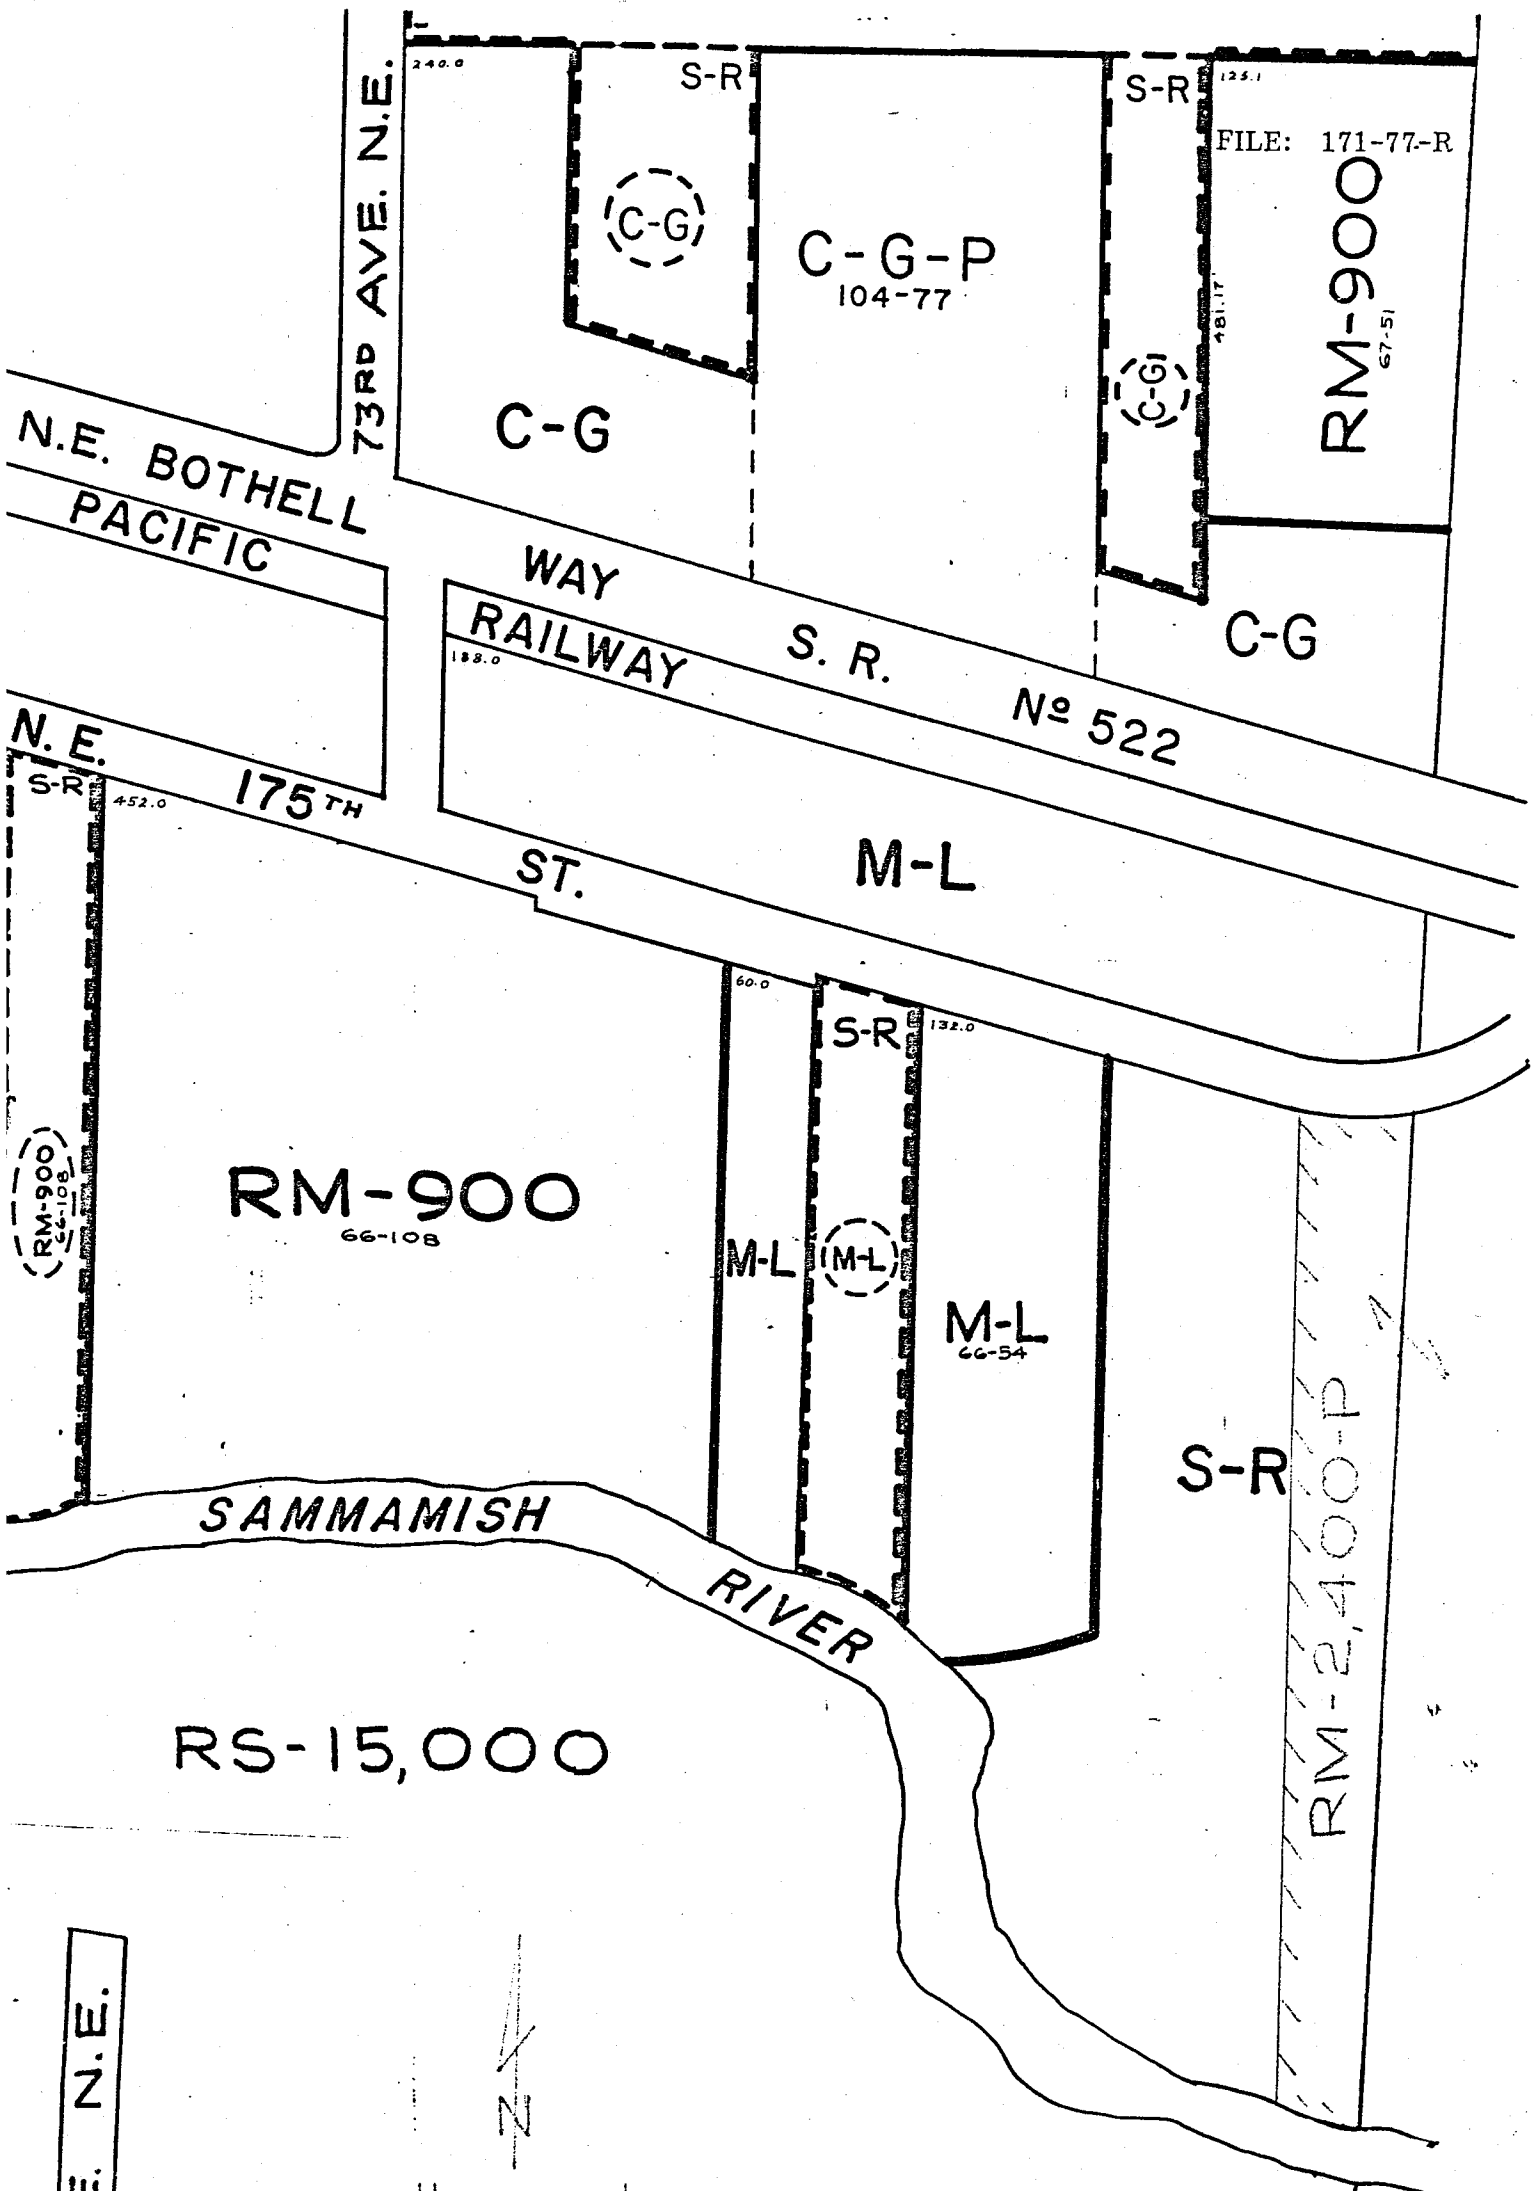 240.0
S-R
S-R
125.1
FILE: 171-77-R
73RD AVE. N.E.
C-G
C-G-P
104-77
C-G
481.17
RM-900
67-51
C-G
N.E. BOTHELL WAY S. R. Nº 522
PACIFIC RAILWAY
C-G
188.0
N.E. 175TH ST.
S-R
452.0
M-L
60.0
S-R
132.0
RM-900
66-108
RM-900
66-108
M-L
M-L
M-L
66-54
S-R
RM-2,400-P
SAMMAMISH RIVER
RS-15,000
N.E.
N